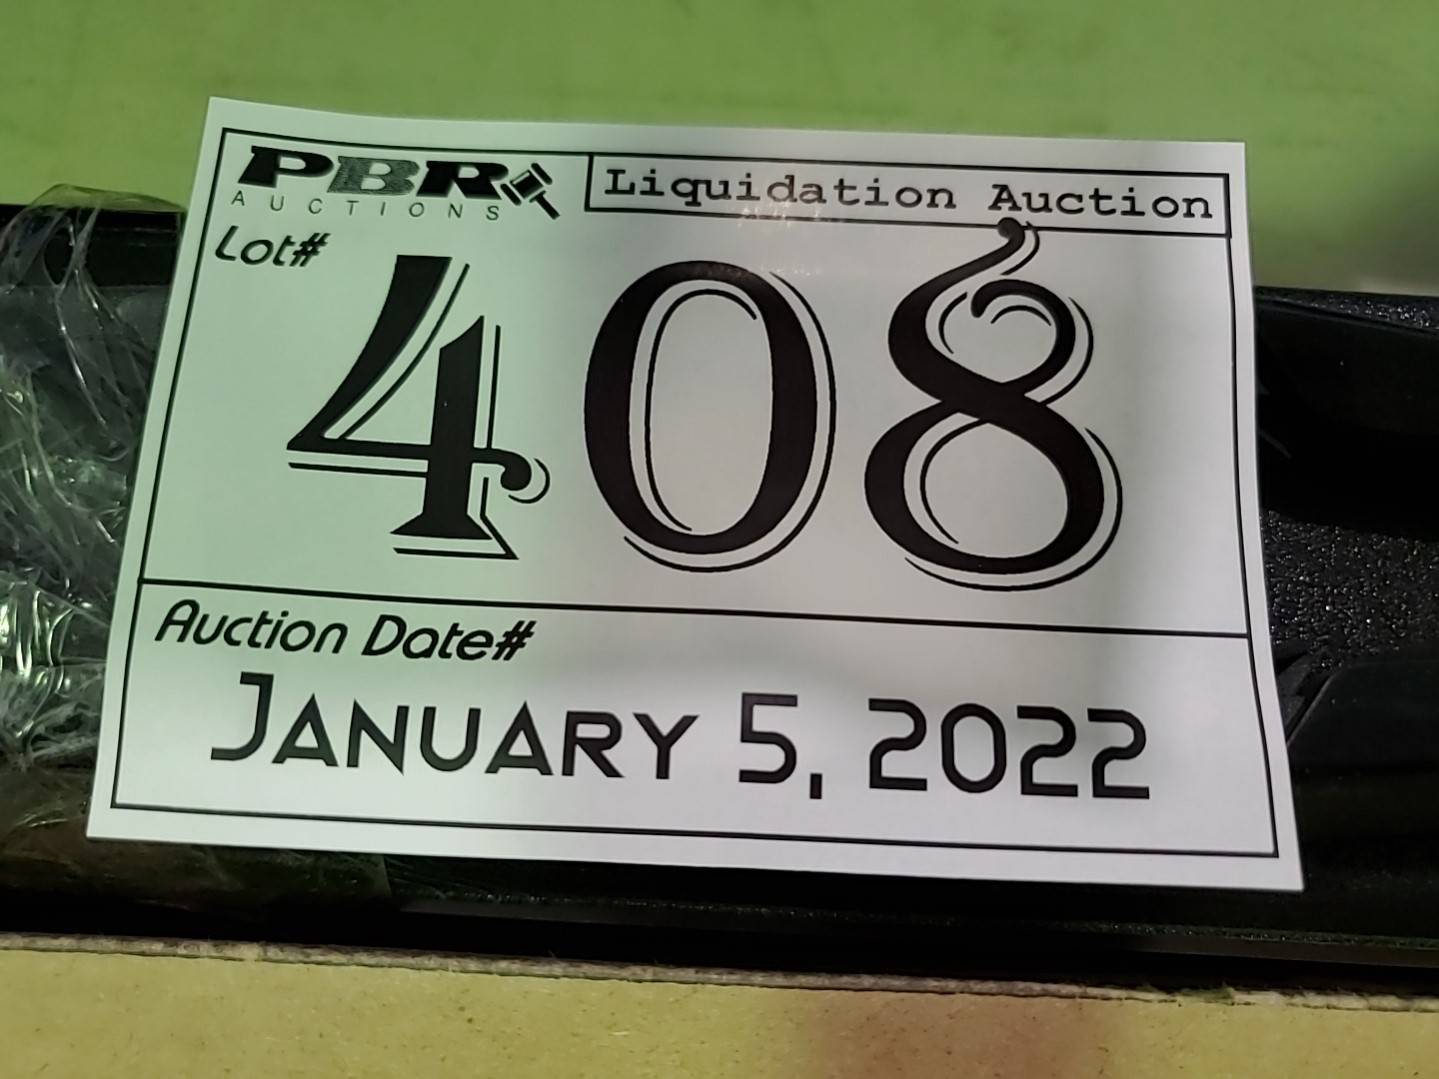 PBR
AUCTIONS
Liquidation Auction
Lot#
408
Auction Date#
JANUARY 5, 2022